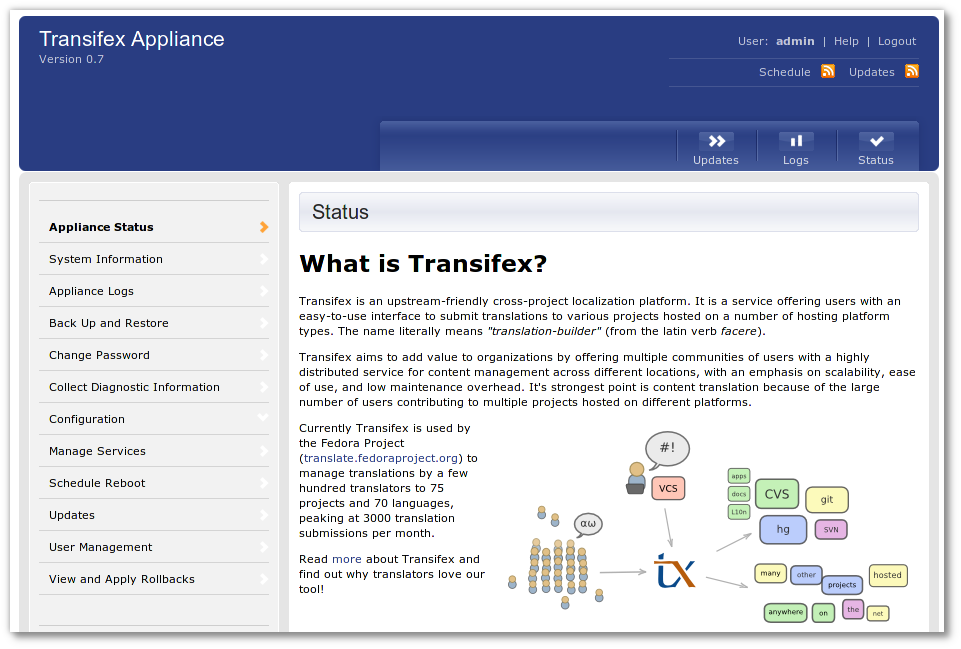 Transifex Appliance
Version 0.7
User: admin | Help | Logout
Schedule Updates
Updates Logs Status
Appliance Status
System Information
Appliance Logs
Back Up and Restore
Change Password
Collect Diagnostic Information
Configuration
Manage Services
Schedule Reboot
Updates
User Management
View and Apply Rollbacks
Status
What is Transifex?
Transifex is an upstream-friendly cross-project localization platform. It is a service offering users with an
easy-to-use interface to submit translations to various projects hosted on a number of hosting platform
types. The name literally means "translation-builder" (from the latin verb facere).
Transifex aims to add value to organizations by offering multiple communities of users with a highly
distributed service for content management across different locations, with an emphasis on scalability, ease
of use, and low maintenance overhead. It's strongest point is content translation because of the large
number of users contributing to multiple projects hosted on different platforms.
Currently Transifex is used by
the Fedora Project
(translate.fedoraproject.org) to
manage translations by a few
hundred translators to 75
projects and 70 languages,
peaking at 3000 translation
submissions per month.
Read more about Transifex and
find out why translators love our
tool!
#!
VCS
αω
tx
apps
docs
L10n
CVS
git
hg
SVN
many
other
projects
hosted
anywhere
on
the
net